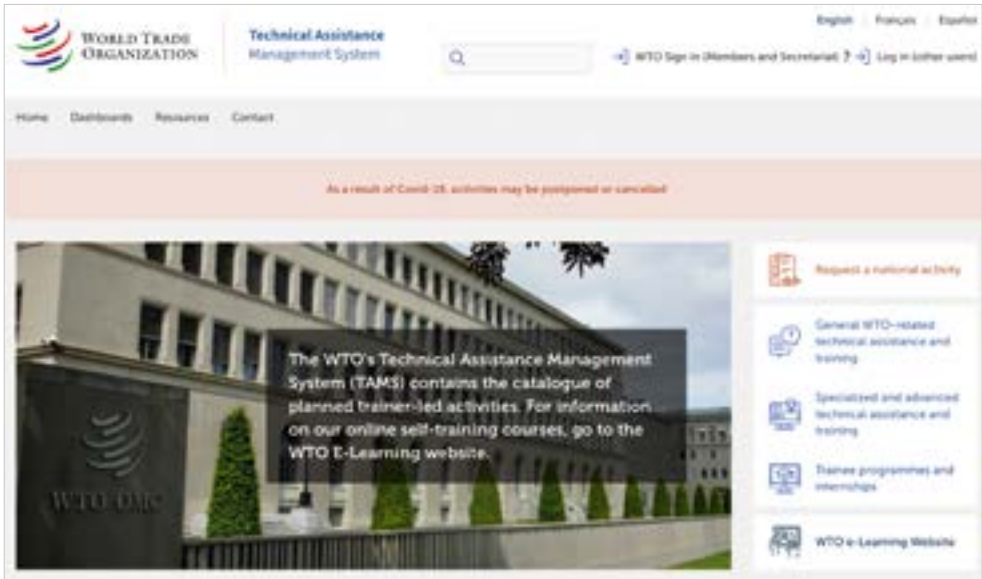 WORLD TRADE
ORGANIZATION
Technical Assistance
Management System
English Français Español
WTO Sign in (Members and Secretariat) ? Log in (other users)
Home Dashboards Resources Contact
As a result of Covid-19, activities may be postponed or cancelled
The WTO's Technical Assistance Management
System (TAMS) contains the catalogue of
planned trainer-led activities. For information
on our online self-training courses, go to the
WTO E-Learning website.
WTO OMC
Request a national activity
General WTO-related
technical assistance and
training
Specialized and advanced
technical assistance and
training
Trainee programmes and
internships
WTO e-Learning Website